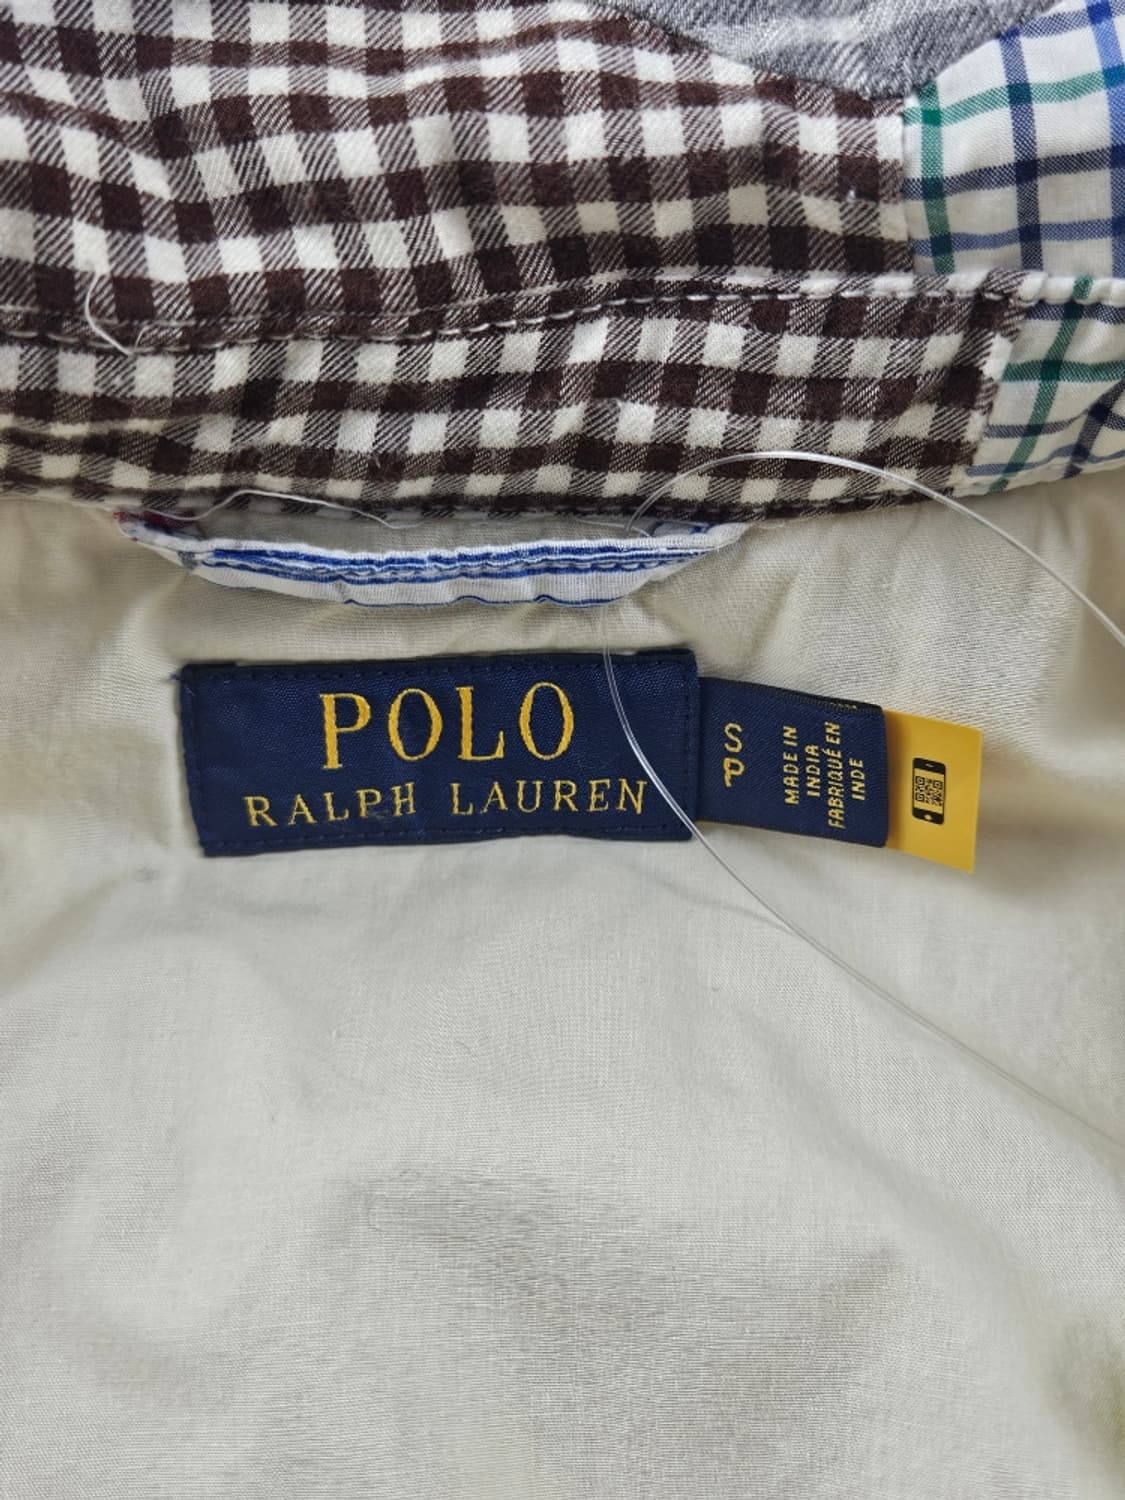 POLO
RALPH LAUREN
S
P
MADE IN
INDIA
FABRIQUÉ EN
INDE